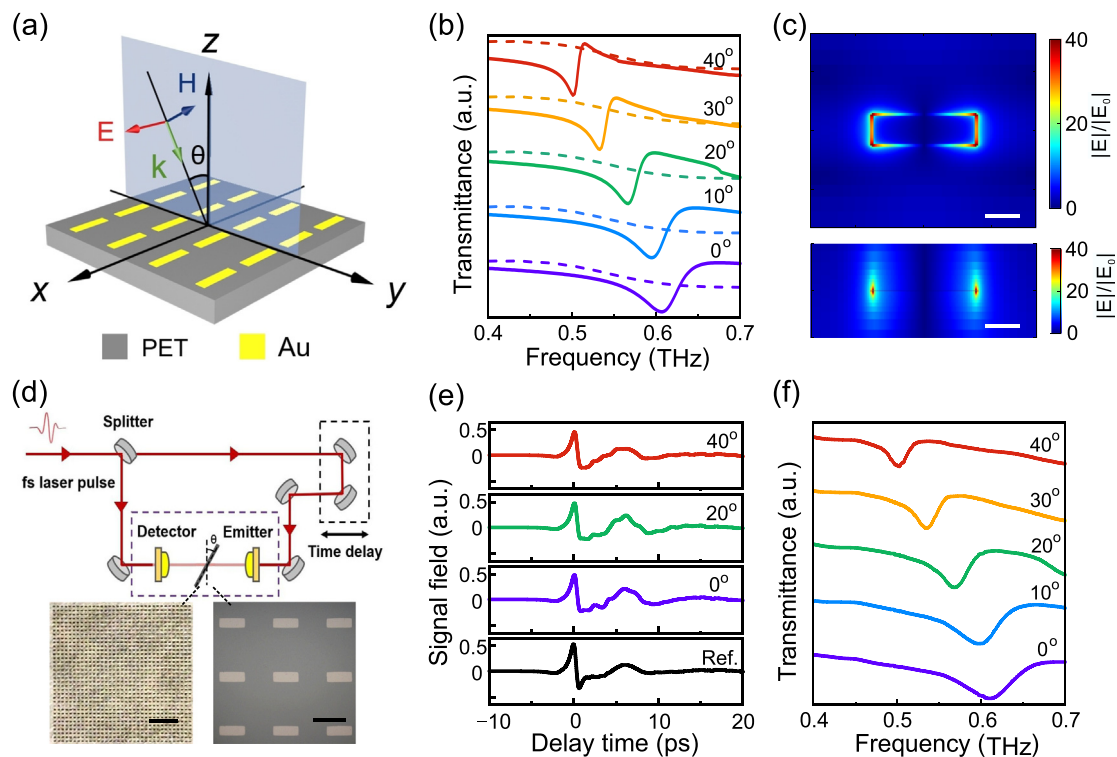 (a)
z
H
E
k
θ
x
y
PET
Au
(b)
Transmittance (a.u.)
40°
30°
20°
10°
0°
0.4 0.5 0.6 0.7
Frequency (THz)
(c)
40
20
0
|E|/|E₀|
40
20
0
|E|/|E₀|
(d)
Splitter
fs laser pulse
Detector
θ
Emitter
Time delay
(e)
Signal field (a.u.)
0.5
0
40°
0.5
0
20°
0.5
0
0°
0.5
0
Ref.
−10 0 10 20
Delay time (ps)
(f)
Transmittance (a.u.)
40°
30°
20°
10°
0°
0.4 0.5 0.6 0.7
Frequency (THz)